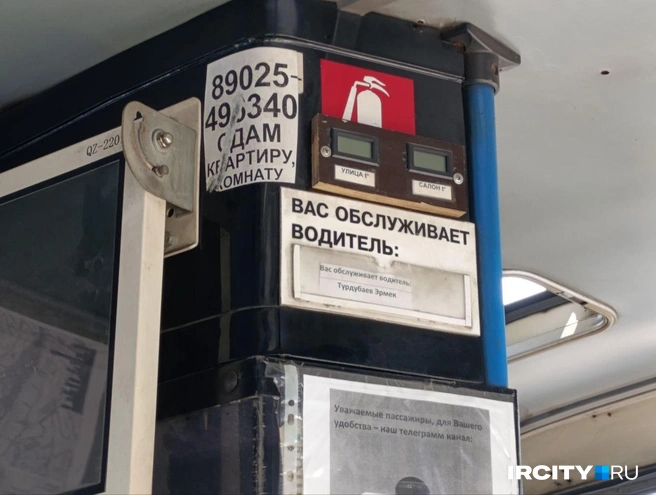 89025-
495340
СДАМ
КВАРТИРУ,
КОМНАТУ
QZ-220
УЛИЦА t°
САЛОН t°
ВАС ОБСЛУЖИВАЕТ
ВОДИТЕЛЬ:
Вас обслуживает водитель:
Турдубаев Эрмек
Уважаемые пассажиры, для Вашего
удобства – наш телеграмм канал:
IRCITY.RU